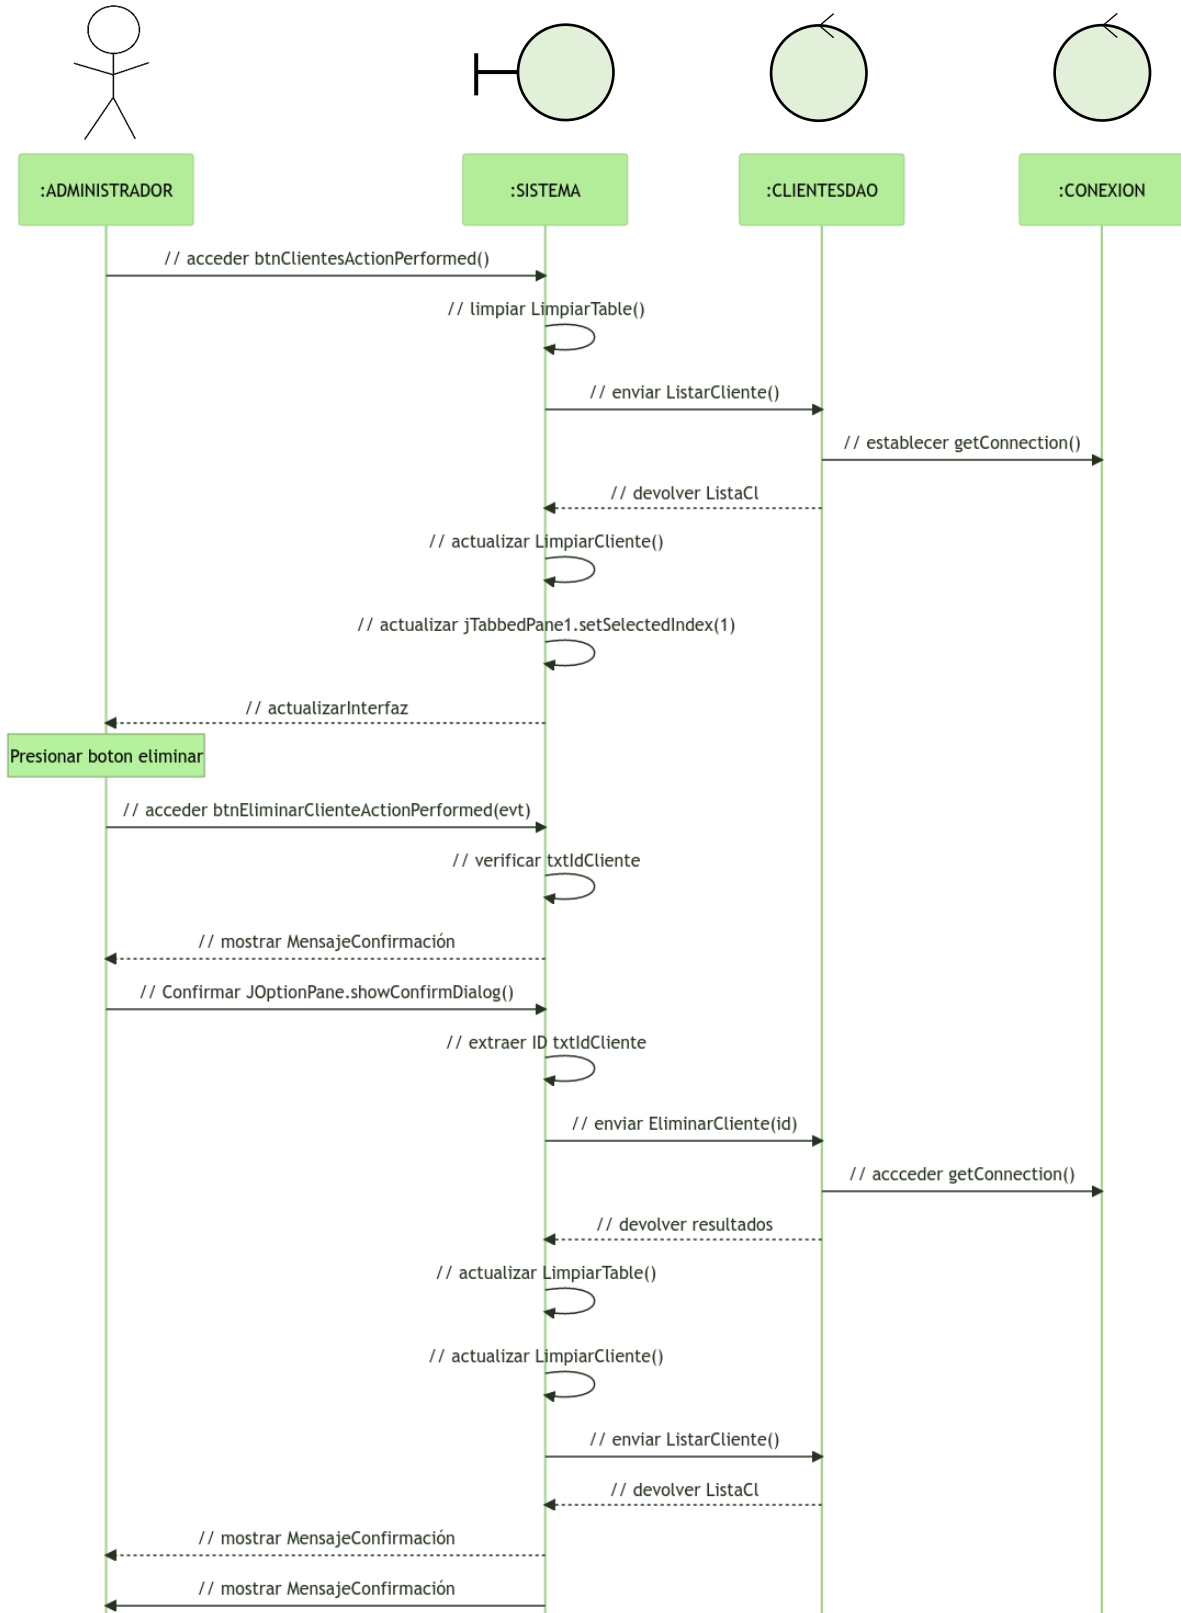 :ADMINISTRADOR
:SISTEMA
:CLIENTESDAO
:CONEXION
// acceder btnClientesActionPerformed()
// limpiar LimpiarTable()
// enviar ListarCliente()
// establecer getConnection()
// devolver ListaCl
// actualizar LimpiarCliente()
// actualizar jTabbedPane1.setSelectedIndex(1)
// actualizarInterfaz
Presionar boton eliminar
// acceder btnEliminarClienteActionPerformed(evt)
// verificar txtIdCliente
// mostrar MensajeConfirmación
// Confirmar JOptionPane.showConfirmDialog()
// extraer ID txtIdCliente
// enviar EliminarCliente(id)
// accceder getConnection()
// devolver resultados
// actualizar LimpiarTable()
// actualizar LimpiarCliente()
// enviar ListarCliente()
// devolver ListaCl
// mostrar MensajeConfirmación
// mostrar MensajeConfirmación